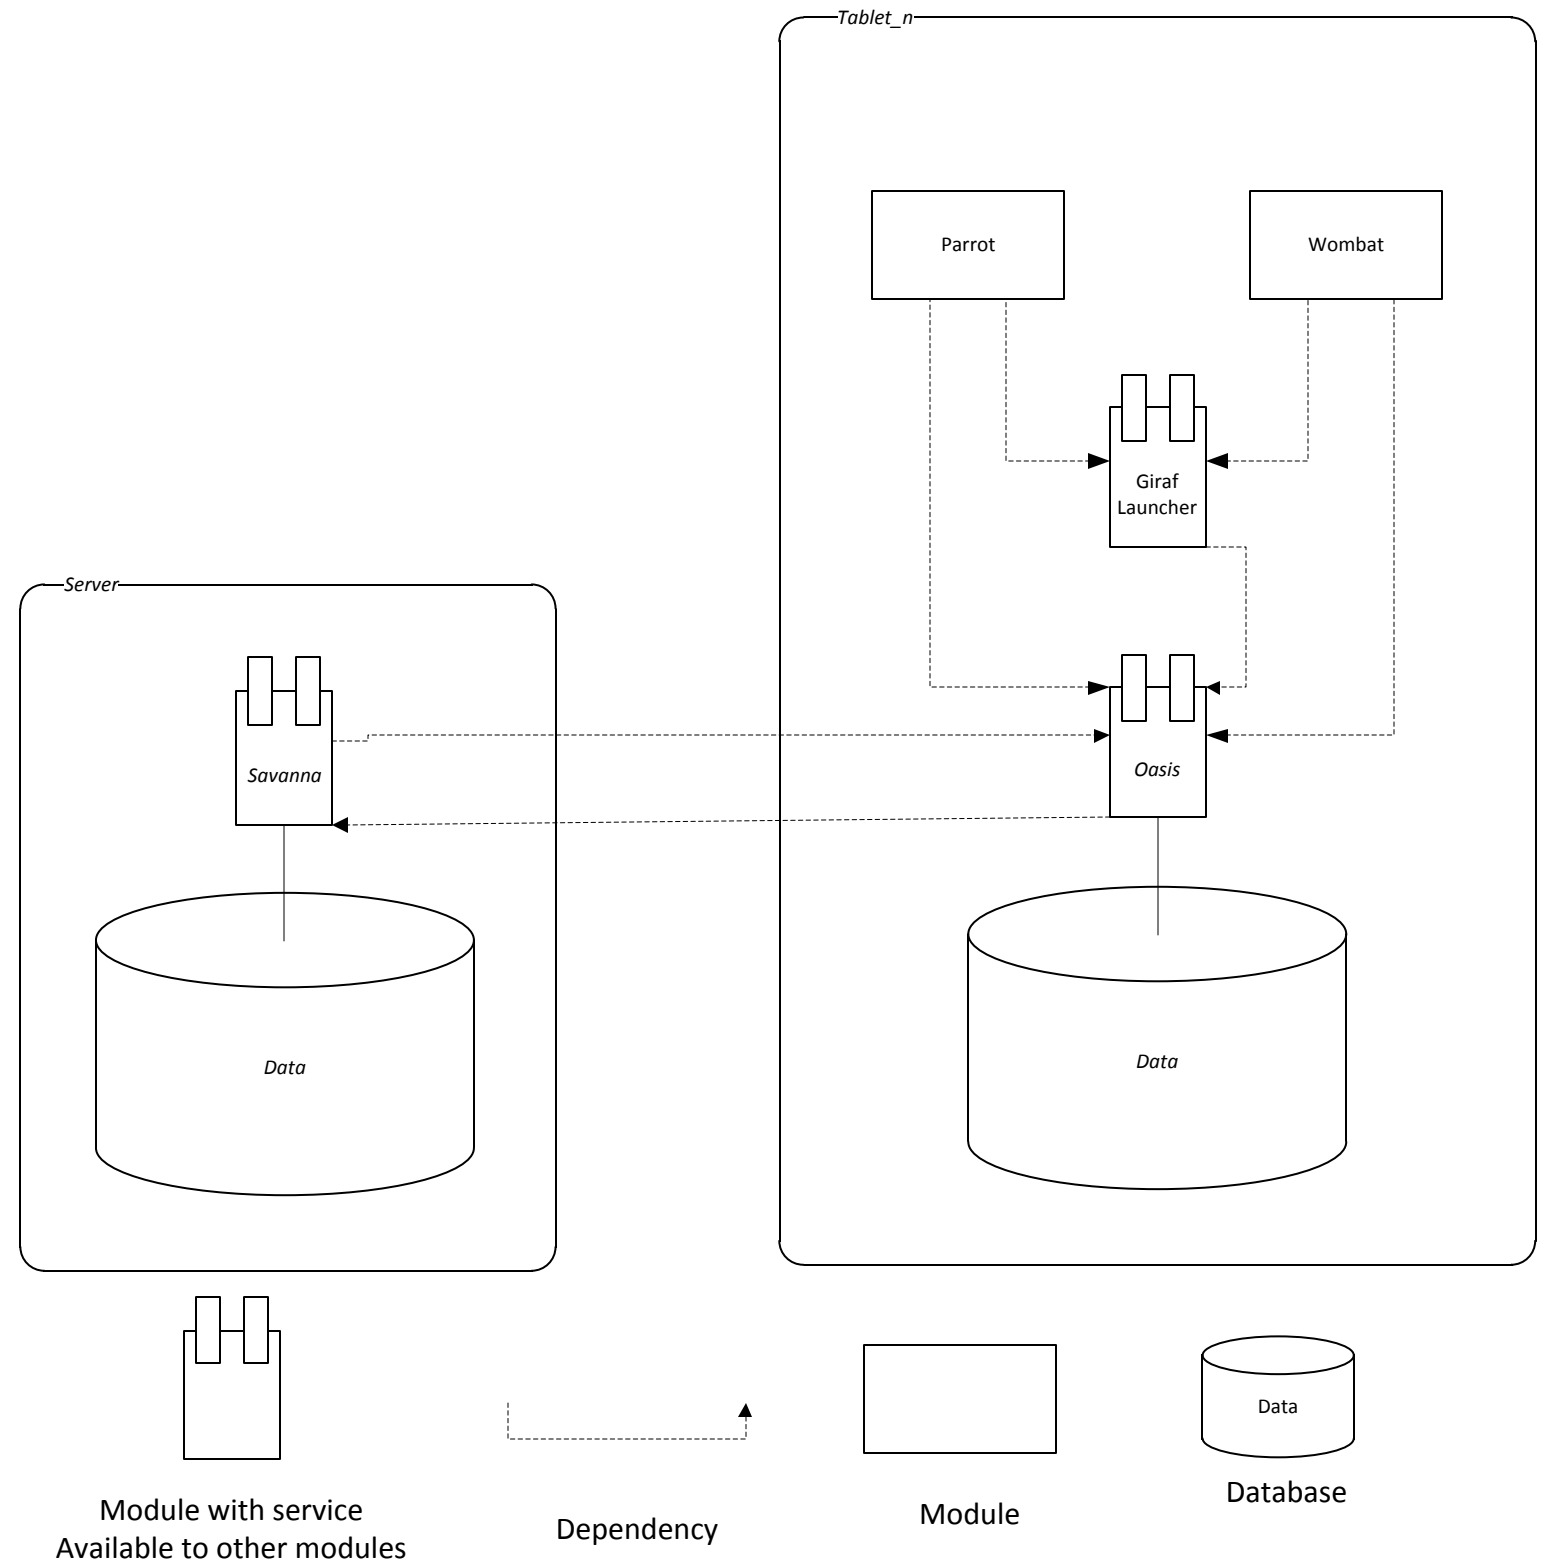 Tablet_n
Parrot
Wombat
Giraf
Launcher
Server
Savanna
Oasis
Data
Data
Data
Module with service
Available to other modules
Dependency
Module
Database